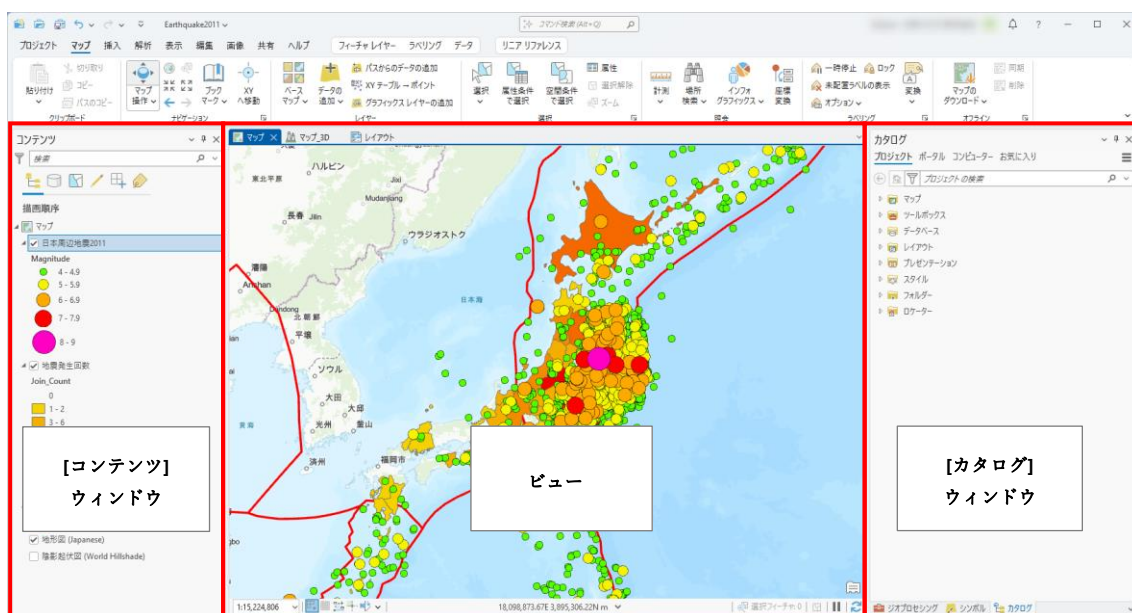 Earthquake2011
コマンド検索 (Alt+Q)
プロジェクト マップ 挿入 解析 表示 編集 画像 共有 ヘルプ フィーチャ レイヤー ラベリング データ リニア リファレンス
貼り付け
切り取り
コピー
パスのコピー
クリップボード
マップ操作
ブックマーク
XYへ移動
ナビゲーション
ベースマップ
データの追加
パスからのデータの追加
XY テーブル → ポイント
グラフィックス レイヤーの追加
レイヤー
選択
属性条件で選択
空間条件で選択
属性
選択解除
ズーム
選択
計測
場所検索
インフォグラフィックス
座標変換
照会
一時停止 ロック
未配置ラベルの表示
オプション
変換
ラベリング
マップのダウンロード
同期
削除
オフライン
コンテンツ
検索
描画順序
マップ
日本周辺地震2011
Magnitude
4 - 4.9
5 - 5.9
6 - 6.9
7 - 7.9
8 - 9
地震発生回数
Join_Count
0
1 - 2
3 - 6
[コンテンツ]
ウィンドウ
地形図 (Japanese)
陰影起伏図 (World Hillshade)
マップ マップ_3D レイアウト
ハルビン
東北平原
Jixi
Mudanjiang
長春 Jilin
ウラジオストク
瀋陽
Anshan
日本海
Dandong
北朝鮮
平壌
ソウル
大田
大邱
光州
釜山
黄海
済州
福岡市
ビュー
1:15,224,806
18,098,873.67E 3,895,306.22N m
選択フィーチャ: 0
カタログ
プロジェクト ポータル コンピューター お気に入り
プロジェクトの検索
マップ
ツールボックス
データベース
レイアウト
プレゼンテーション
スタイル
フォルダー
ロケーター
[カタログ]
ウィンドウ
ジオプロセシング シンボル カタログ